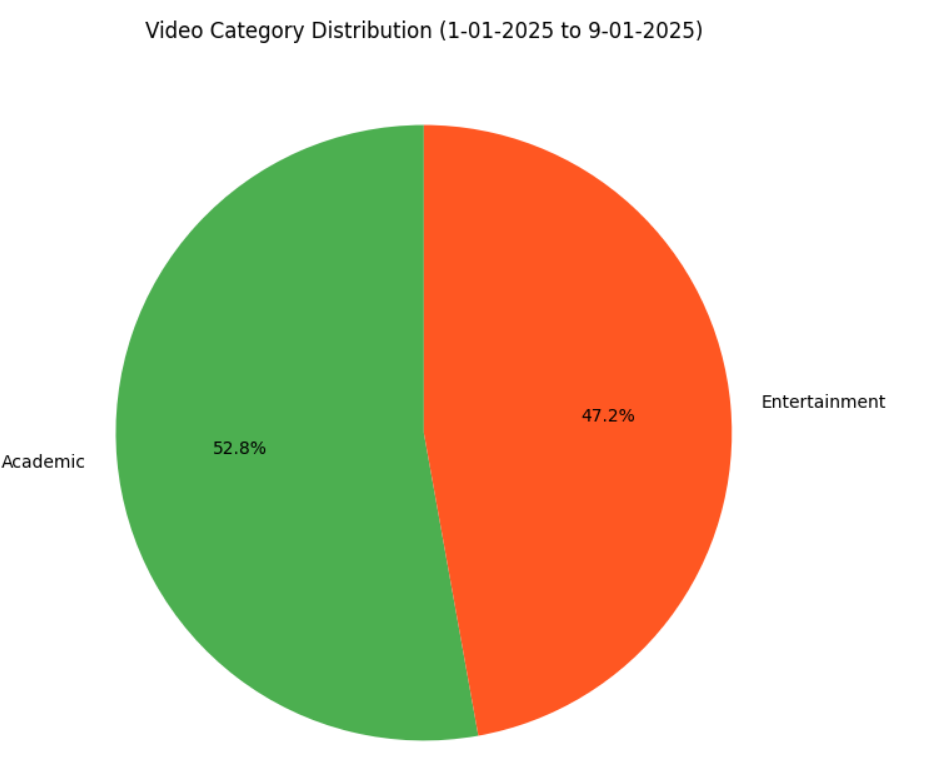 Video Category Distribution (1-01-2025 to 9-01-2025)
Entertainment
47.2%
52.8%
Academic